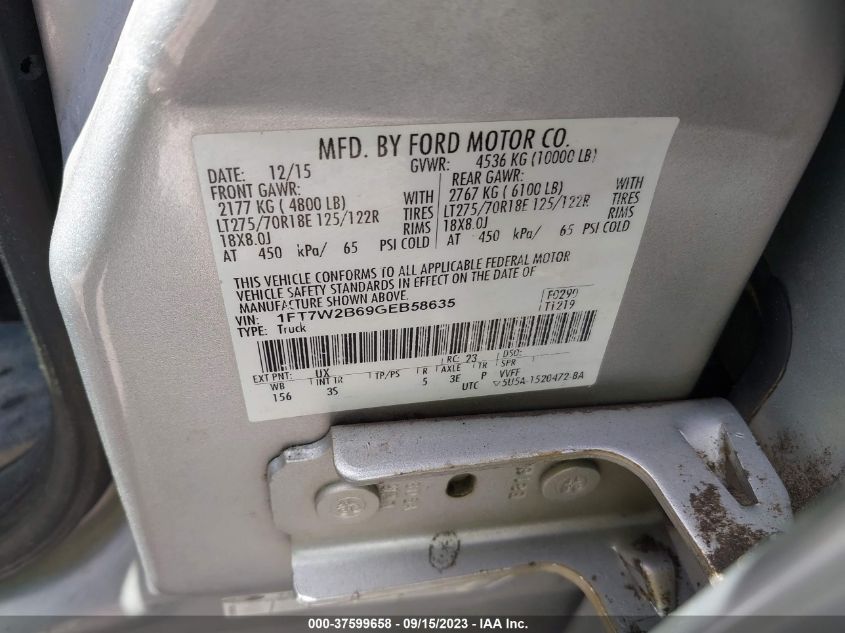 MFD. BY FORD MOTOR CO.
DATE: 12/15 GVWR: 4536 KG (10000 LB)
FRONT GAWR: REAR GAWR:
2177 KG ( 4800 LB) WITH 2767 KG ( 6100 LB) WITH
LT275/70R18E 125/122R TIRES LT275/70R18E 125/122R TIRES
18X8.0J RIMS 18X8.0J RIMS
AT 450 kPa/ 65 PSI COLD AT 450 kPa/ 65 PSI COLD
THIS VEHICLE CONFORMS TO ALL APPLICABLE FEDERAL MOTOR
VEHICLE SAFETY STANDARDS IN EFFECT ON THE DATE OF
MANUFACTURE SHOWN ABOVE.
VIN: 1FT7W2B69GEB58635 F0290
TYPE: Truck T1219
EXT PNT: UX RC: 23 DSO:
WB INT TR TP/PS R AXLE TR SPR
156 3S 5 3E P VVFF
UTC 5U5A-1520472-BA
000-37599658 - 09/15/2023 - IAA Inc.